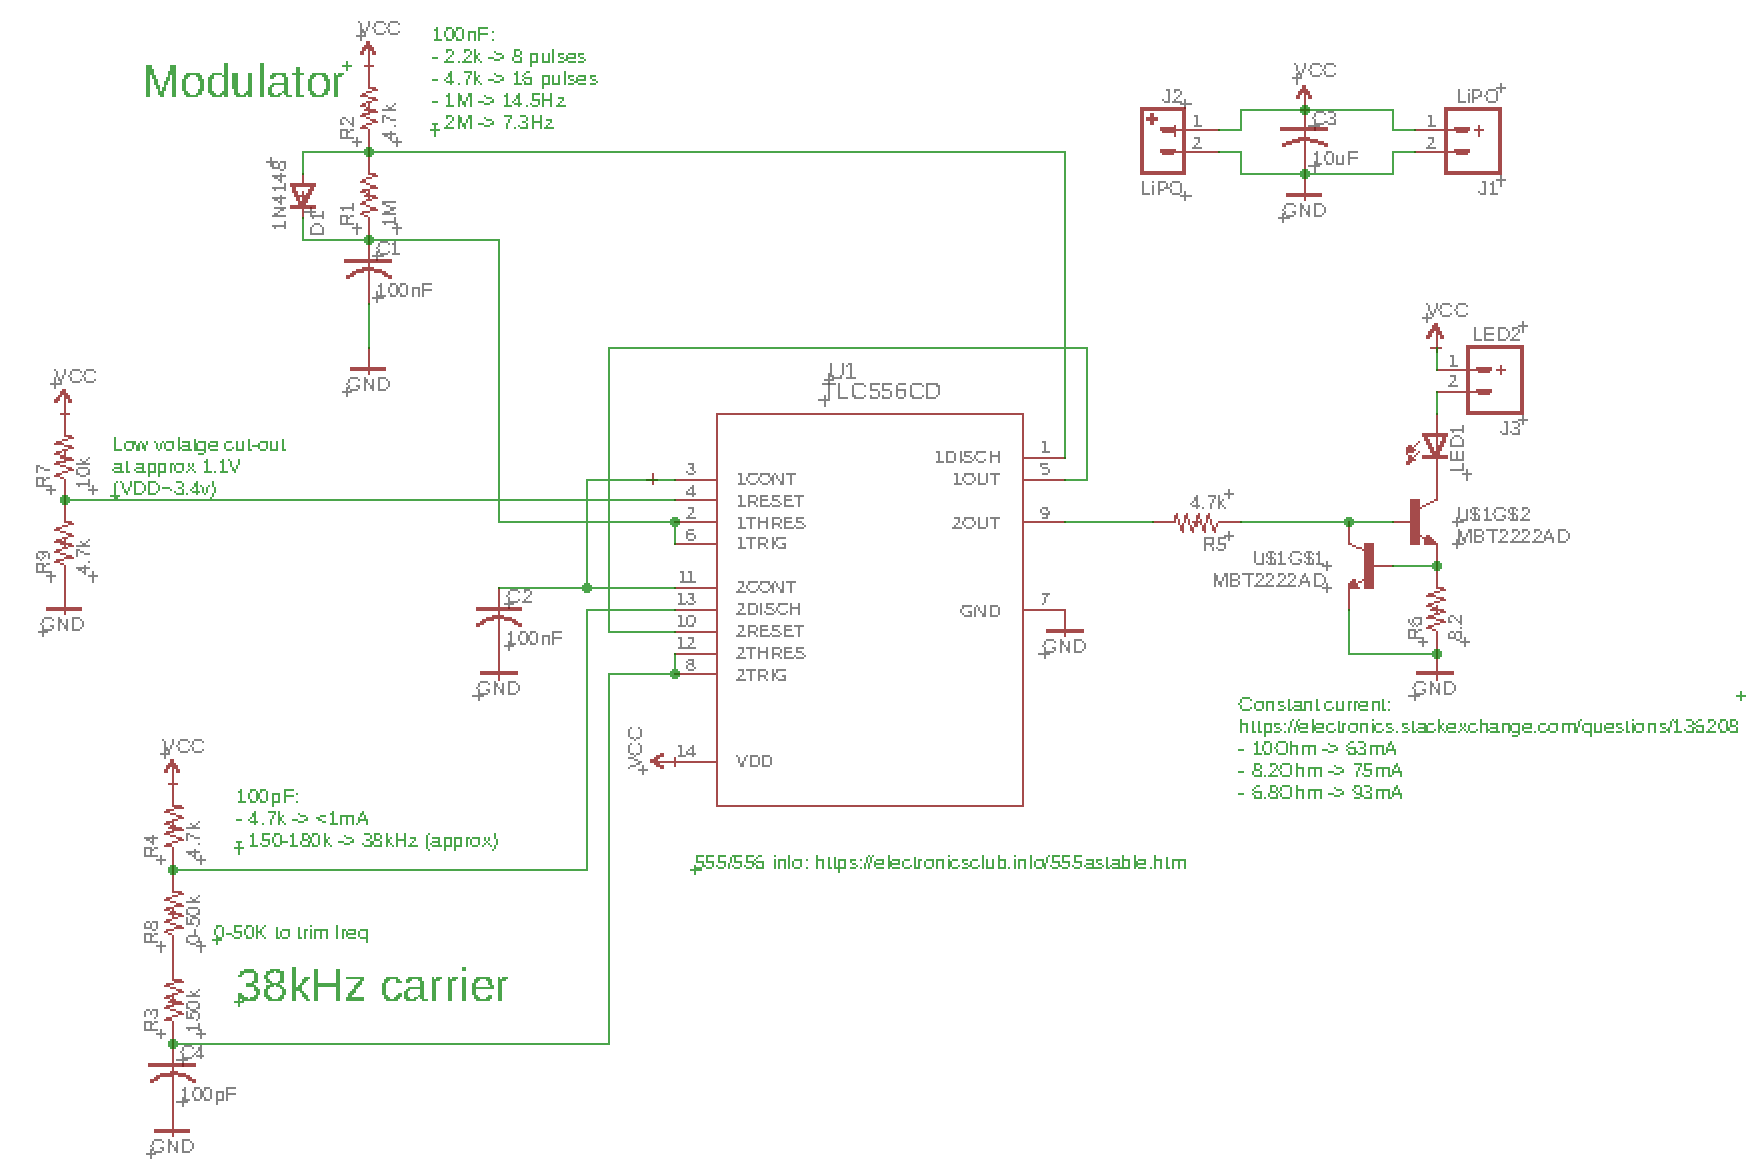 VCC
100nF:
- 2.2k -> 8 pulses
- 4.7k -> 16 pulses
- 1M -> 14.5Hz
- 2M -> 7.3Hz
Modulator
R2
4.7k
1N4148
D1
R1
1M
C1
100nF
GND
VCC
J2
1
2
LiPO
C3
10uF
GND
LiPO
1
2
J1
VCC
R7
10k
Low volatge cut-out
at approx 1.1V
(VDD~3.4v)
R9
4.7k
GND
U1
TLC556CD
3
1CONT
4
1RESET
2
1THRES
6
1TRIG
11
2CONT
13
2DISCH
10
2RESET
12
2THRES
8
2TRIG
14
VDD
VCC
1DISCH
1
1OUT
5
2OUT
9
GND
7
GND
C2
100nF
GND
VCC
LED2
1
2
J3
LED1
4.7k
R5
U$1G$2
MBT2222AD
U$1G$1
MBT2222AD
R6
8.2
GND
Constant current:
https://electronics.stackexchange.com/questions/136208
- 10Ohm -> 63mA
- 8.2Ohm -> 75mA
- 6.8Ohm -> 93mA
VCC
100pF:
- 4.7k -> <1mA
- 150-180k -> 38kHz (approx)
R4
4.7k
R8
0-50k
0-50K to trim freq
38kHz carrier
R3
150k
C4
100pF
GND
555/556 info: https://electronicsclub.info/555astable.htm